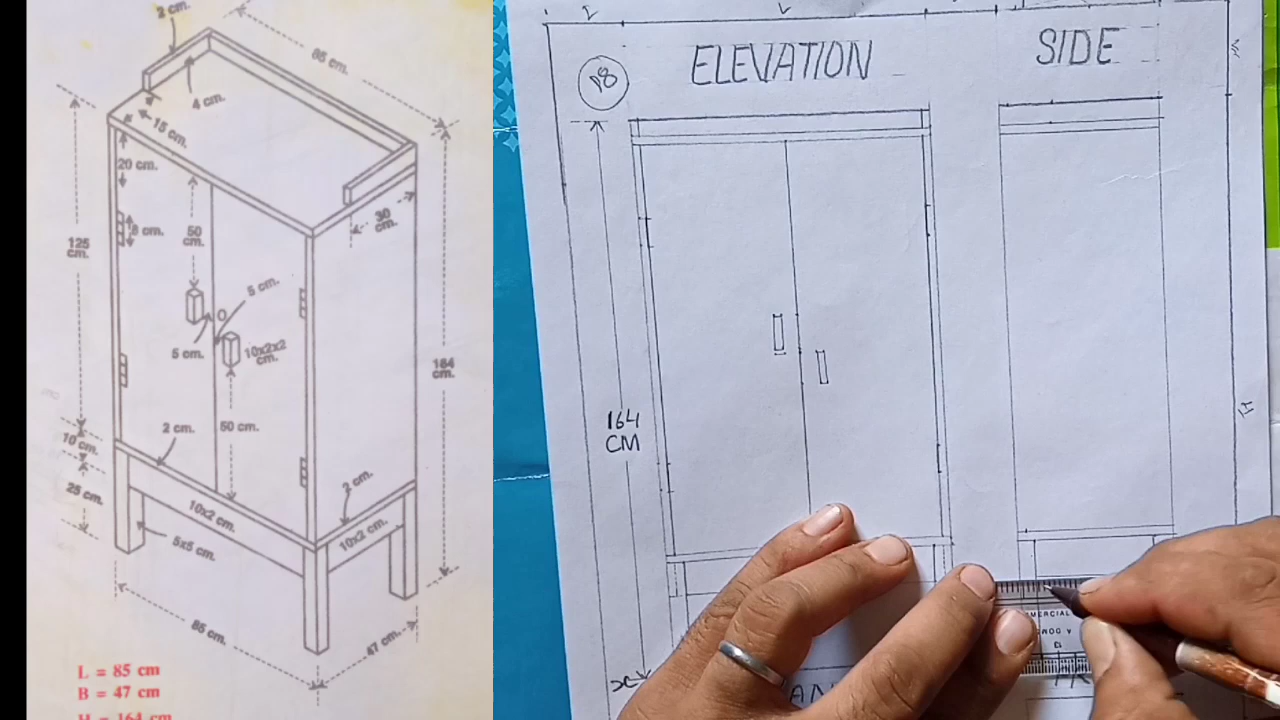 2 cm.
85 cm.
4 cm.
15 cm.
20 cm.
30 cm.
8 cm.
50 cm.
125 cm.
5 cm.
5 cm.
10x2x2 cm.
164 cm.
50 cm.
2 cm.
10 cm.
2 cm.
25 cm.
10x2 cm.
10x2 cm.
5x5 cm.
85 cm.
47 cm.
L = 85 cm
B = 47 cm
H = 164 cm
ELEVATION
SIDE
164
CM